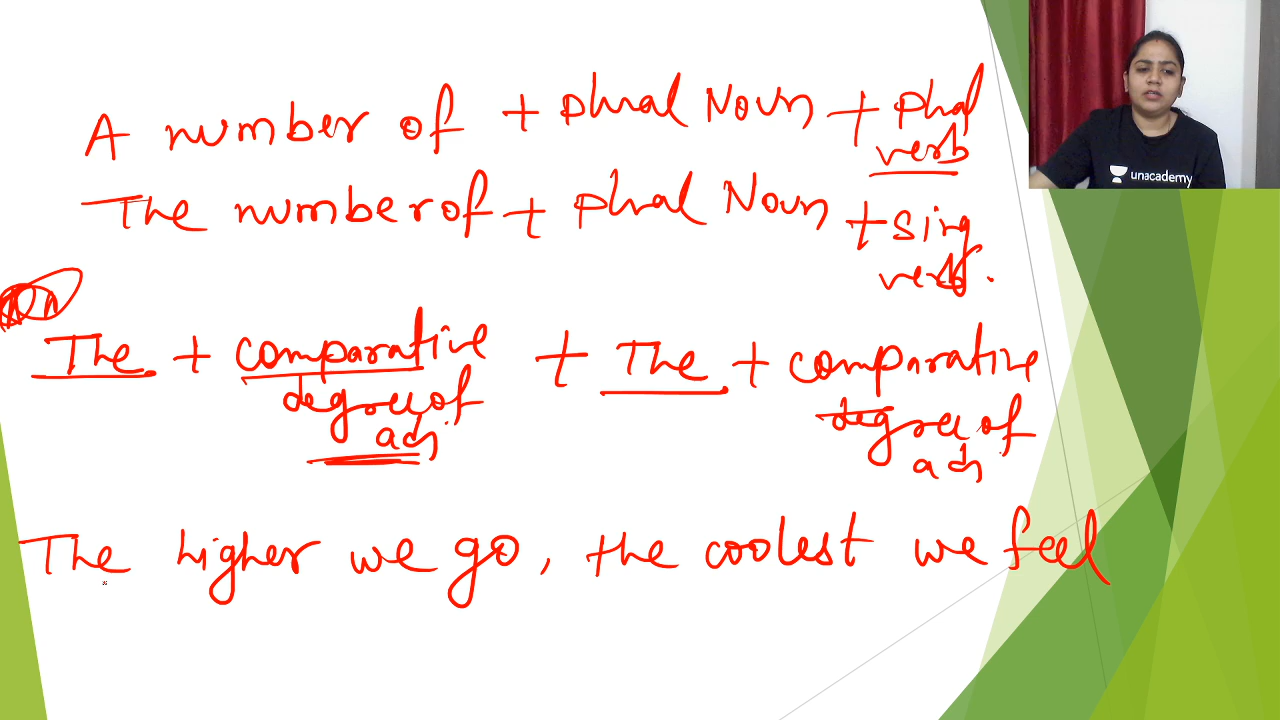 A number of + plural Noun + plural verb
The number of + plural Noun + sing verb.
The + comparative degree of adj + The + comparative degree of adj
The higher we go, the coolest we feel
unacademy